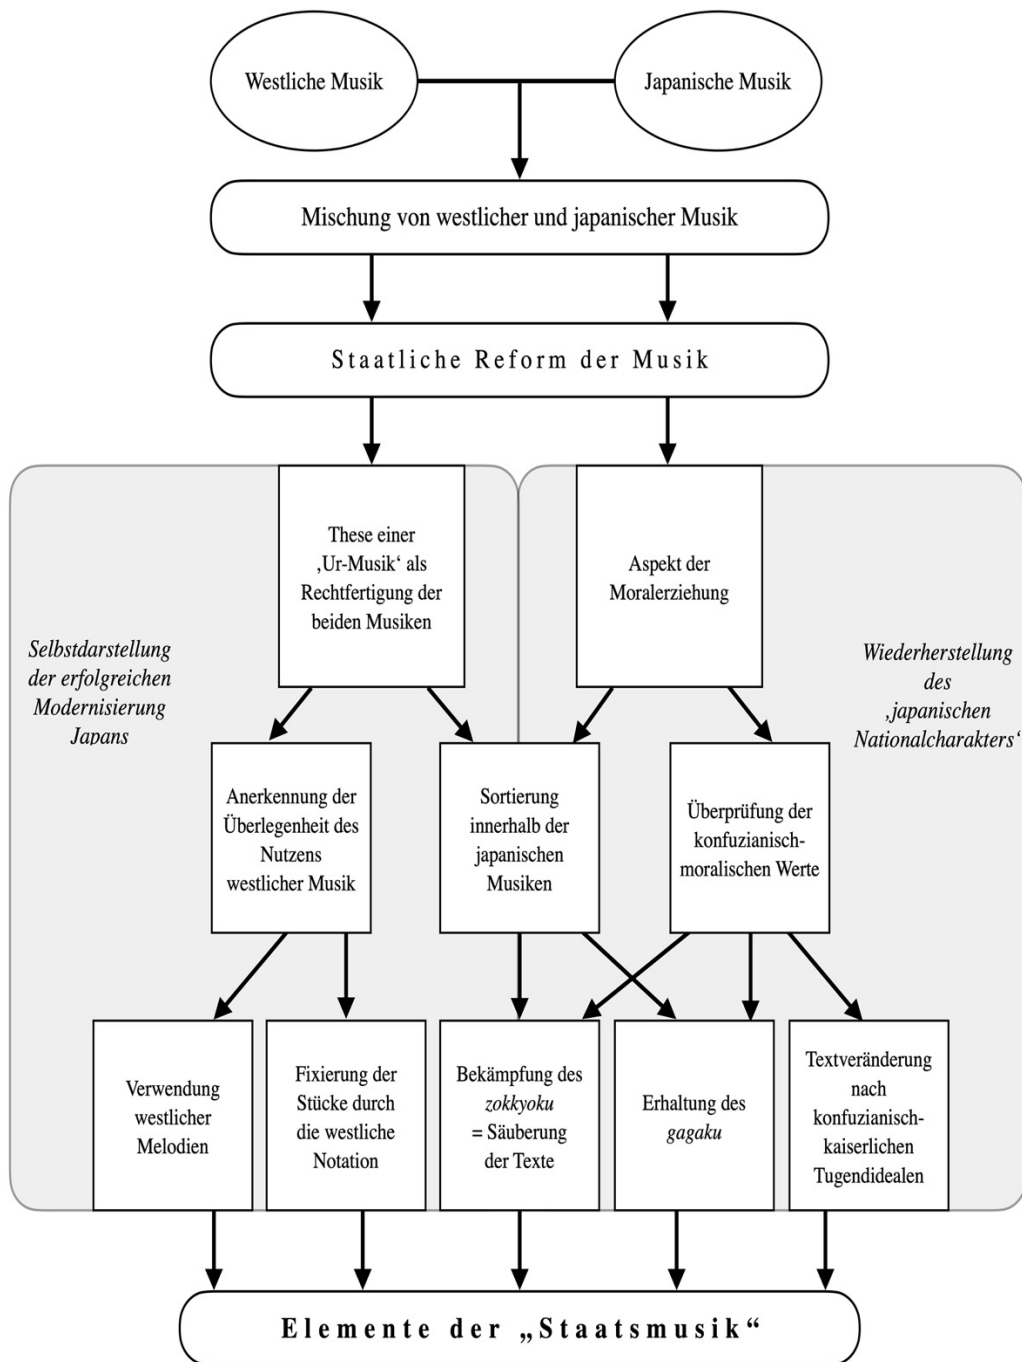 Westliche Musik
Japanische Musik
Mischung von westlicher und japanischer Musik
Staatliche Reform der Musik
These einer
‚Ur-Musik‘ als
Rechtfertigung der
beiden Musiken
Aspekt der
Moralerziehung
Selbstdarstellung
der erfolgreichen
Modernisierung
Japans
Wiederherstellung
des
‚japanischen
Nationalcharakters‘
Anerkennung der
Überlegenheit des
Nutzens
westlicher Musik
Sortierung
innerhalb der
japanischen
Musiken
Überprüfung der
konfuzianisch-
moralischen Werte
Verwendung
westlicher
Melodien
Fixierung der
Stücke durch
die westliche
Notation
Bekämpfung des
zokkyoku
= Säuberung
der Texte
Erhaltung des
gagaku
Textveränderung
nach
konfuzianisch-
kaiserlichen
Tugendidealen
Elemente der „Staatsmusik“